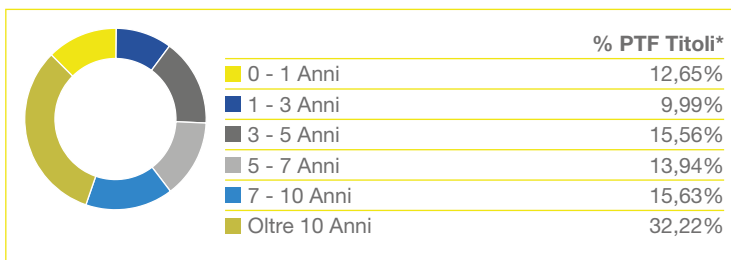 % PTF Titoli*
0 - 1 Anni 12,65%
1 - 3 Anni 9,99%
3 - 5 Anni 15,56%
5 - 7 Anni 13,94%
7 - 10 Anni 15,63%
Oltre 10 Anni 32,22%